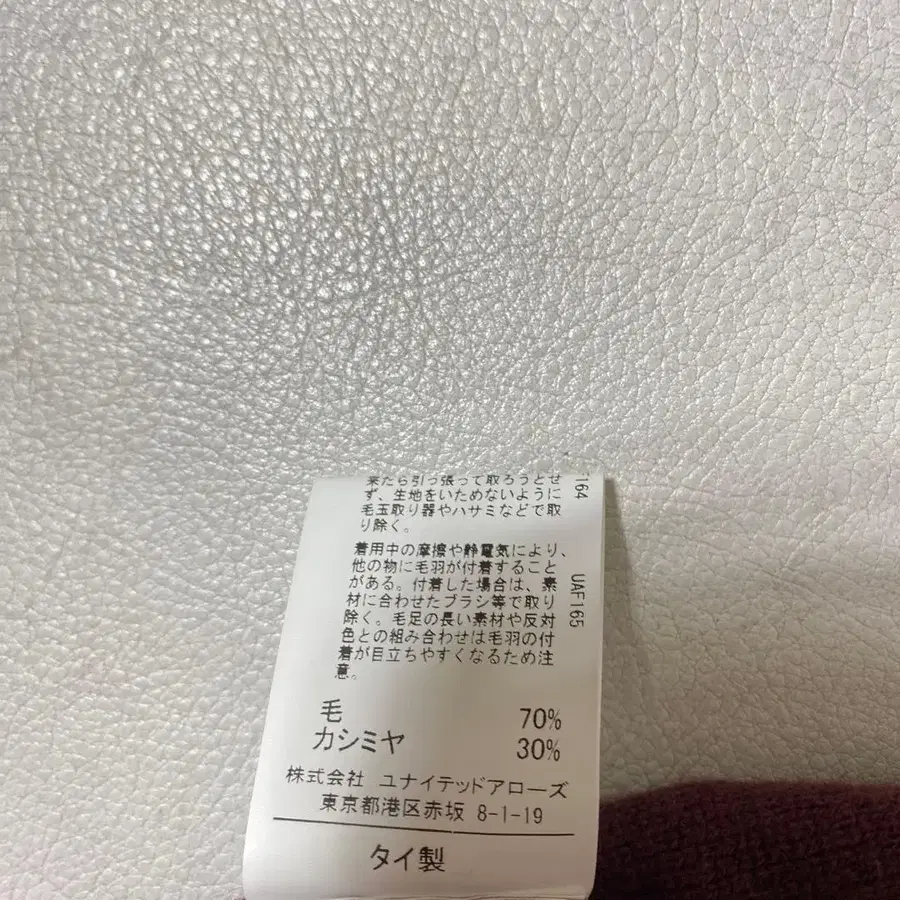 来たら引っ張って取ろうとせ
ず、生地をいためないように
毛玉取り器やハサミなどで取
り除く。
着用中の摩擦や静電気により、
他の物に毛羽が付着すること
がある。付着した場合は、素
材に合わせたブラシ等で取り
除く。毛足の長い素材や反対
色との組み合わせは毛羽の付
着が目立ちやすくなるため注
意。
164
UAF165
毛 70%
カシミヤ 30%
株式会社 ユナイテッドアローズ
東京都港区赤坂 8-1-19
タイ製